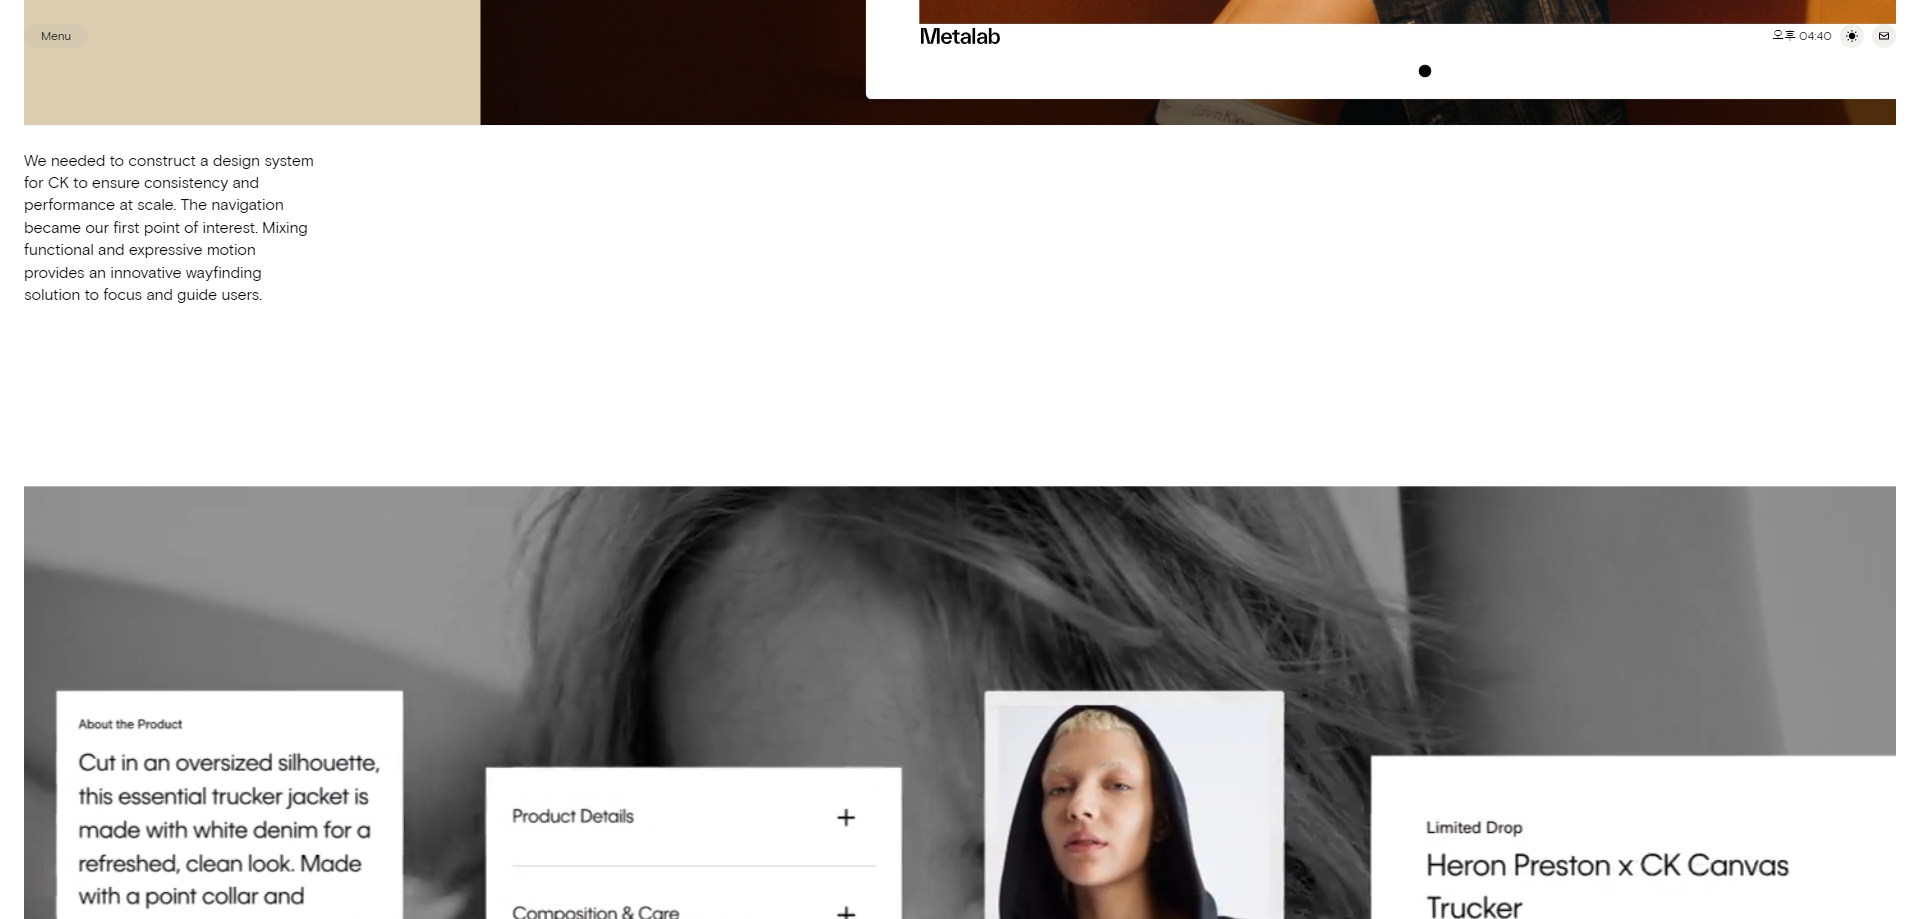 Menu
Metalab
오후 04:40
Calvin Klein
We needed to construct a design system
for CK to ensure consistency and
performance at scale. The navigation
became our first point of interest. Mixing
functional and expressive motion
provides an innovative wayfinding
solution to focus and guide users.
About the Product
Cut in an oversized silhouette,
this essential trucker jacket is
made with white denim for a
refreshed, clean look. Made
with a point collar and
Product Details
Composition & Care
Limited Drop
Heron Preston x CK Canvas
Trucker